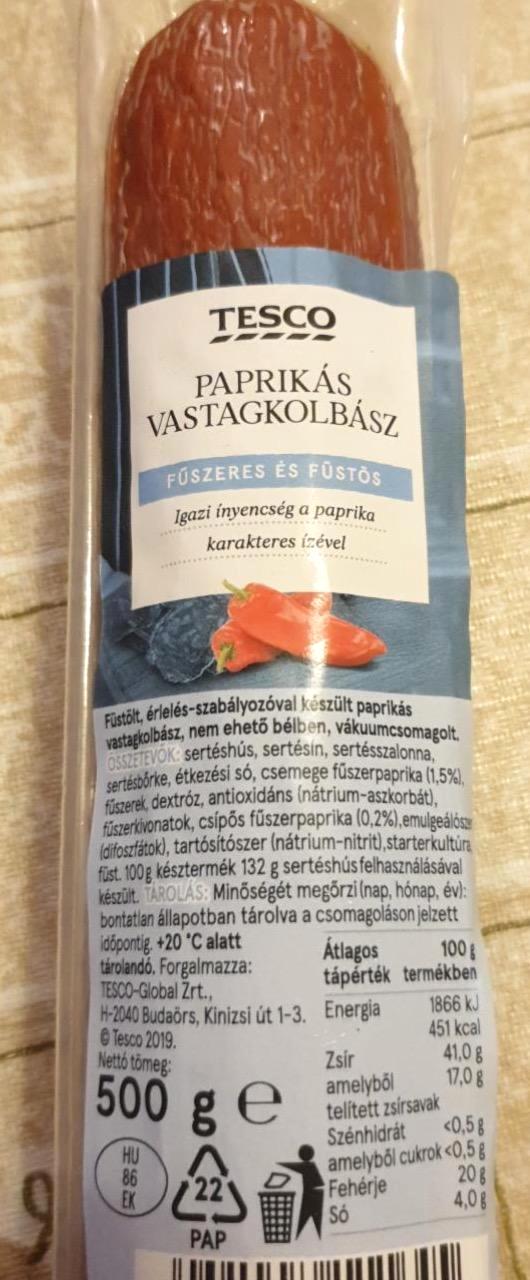 TESCO
PAPRIKÁS
VASTAGKOLBÁSZ
FŰSZERES ÉS FÜSTÖS
Igazi ínyencség a paprika
karakteres ízével
Füstölt, érlelés-szabályozóval készült paprikás
vastagkolbász, nem ehető bélben, vákuumcsomagolt.
ÖSSZETEVŐK: sertéshús, sertésín, sertésszalonna,
sertésbőrke, étkezési só, csemege fűszerpaprika (1,5%),
fűszerek, dextróz, antioxidáns (nátrium-aszkorbát),
fűszerkivonatok, csípős fűszerpaprika (0,2%), emulgeálószer
(difoszfátok), tartósítószer (nátrium-nitrit), starterkultúra,
füst. 100g késztermék 132 g sertéshús felhasználásával
készült. TÁROLÁS: Minőségét megőrzi (nap, hónap, év):
bontatlan állapotban tárolva a csomagoláson jelzett
időpontig. +20 °C alatt
tárolandó. Forgalmazza:
TESCO-Global Zrt.,
H-2040 Budaörs, Kinizsi út 1-3.
© Tesco 2019.
Nettó tömeg:
500 g e
Átlagos 100 g
tápérték termékben
Energia 1866 kJ
451 kcal
Zsír 41,0 g
amelyből 17,0 g
telített zsírsavak
Szénhidrát <0,5 g
amelyből cukrok <0,5 g
Fehérje 20 g
Só 4,0 g
HU
86
EK
22
PAP